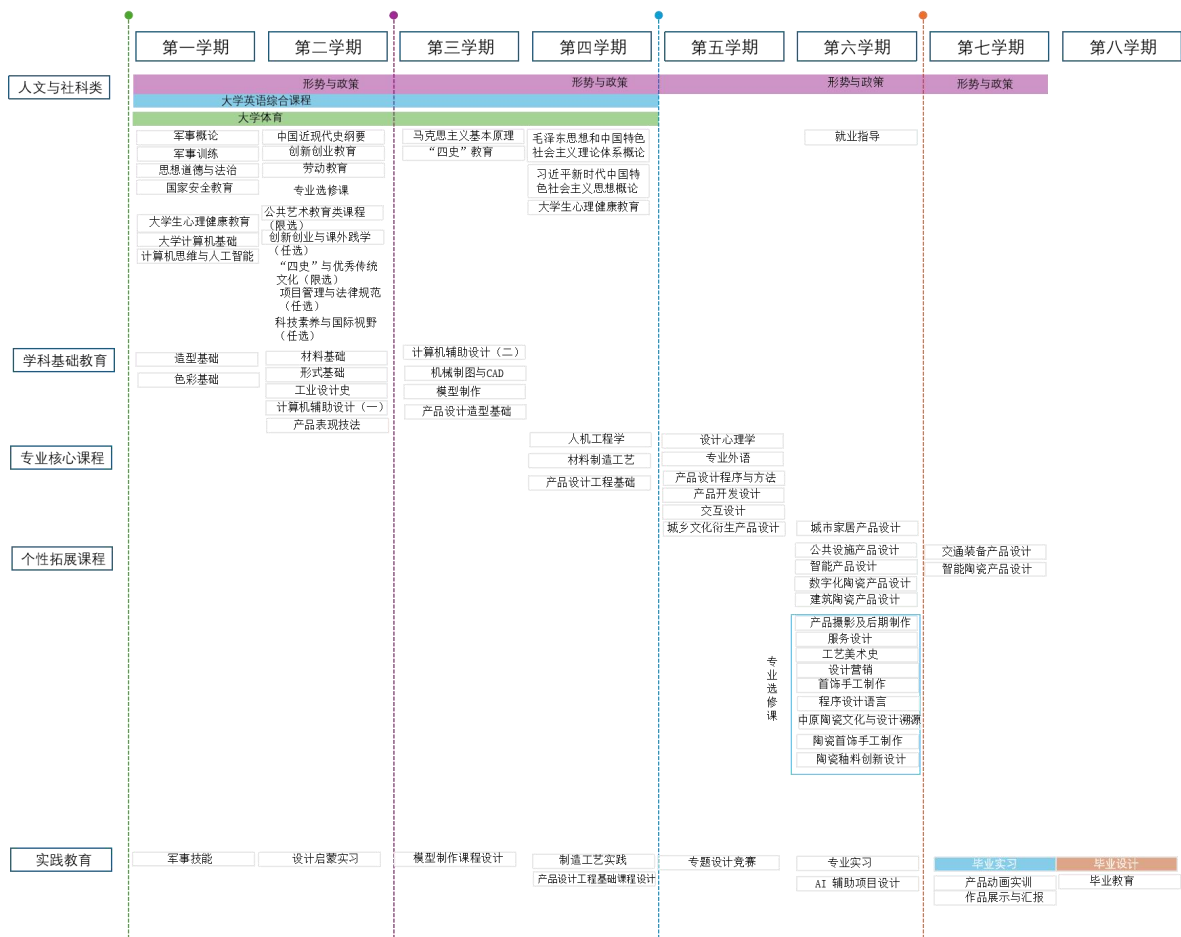 第一学期 第二学期 第三学期 第四学期 第五学期 第六学期 第七学期 第八学期
人文与社科类
形势与政策 形势与政策 形势与政策 形势与政策
大学英语综合课程
大学体育
军事概论
军事训练
思想道德与法治
国家安全教育
大学生心理健康教育
大学计算机基础
计算机思维与人工智能
中国近现代史纲要
创新创业教育
劳动教育
专业选修课
公共艺术教育类课程
(限选)
创新创业与课外践学
(任选)
“四史”与优秀传统
文化(限选)
项目管理与法律规范
(任选)
科技素养与国际视野
(任选)
马克思主义基本原理
“四史”教育
毛泽东思想和中国特色
社会主义理论体系概论
习近平新时代中国特
色社会主义思想概论
大学生心理健康教育
就业指导
学科基础教育
造型基础
色彩基础
材料基础
形式基础
工业设计史
计算机辅助设计(一)
产品表现技法
计算机辅助设计(二)
机械制图与CAD
模型制作
产品设计造型基础
专业核心课程
人机工程学
材料制造工艺
产品设计工程基础
设计心理学
专业外语
产品设计程序与方法
产品开发设计
交互设计
城乡文化衍生产品设计
个性拓展课程
城市家居产品设计
公共设施产品设计
智能产品设计
数字化陶瓷产品设计
建筑陶瓷产品设计
交通装备产品设计
智能陶瓷产品设计
专业选修课
产品摄影及后期制作
服务设计
工艺美术史
设计营销
首饰手工制作
程序设计语言
中原陶瓷文化与设计溯源
陶瓷首饰手工制作
陶瓷釉料创新设计
实践教育
军事技能
设计启蒙实习
模型制作课程设计
制造工艺实践
产品设计工程基础课程设计
专题设计竞赛
专业实习
AI 辅助项目设计
毕业实习
产品动画实训
作品展示与汇报
毕业设计
毕业教育